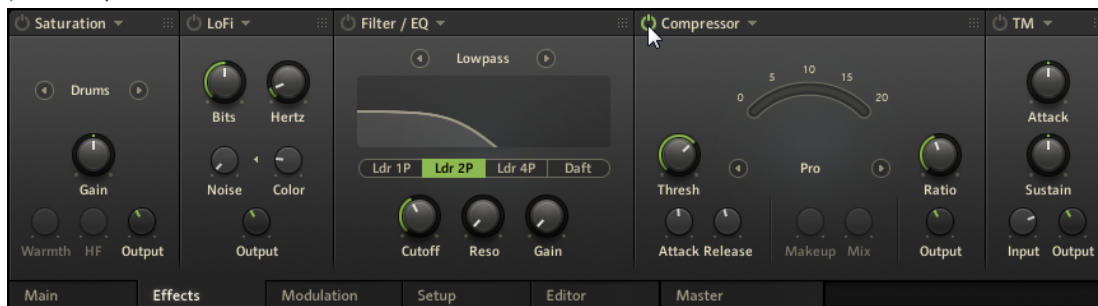 Saturation LoFi Filter / EQ Compressor TM
Lowpass
Drums
0 5 10 15 20
Bits Hertz Attack
Ldr 1P Ldr 2P Ldr 4P Daft
Pro
Gain Noise Color Thresh Ratio Sustain
Cutoff Reso Gain
Warmth HF Output Output Attack Release Makeup Mix Output Input Output
Main Effects Modulation Setup Editor Master